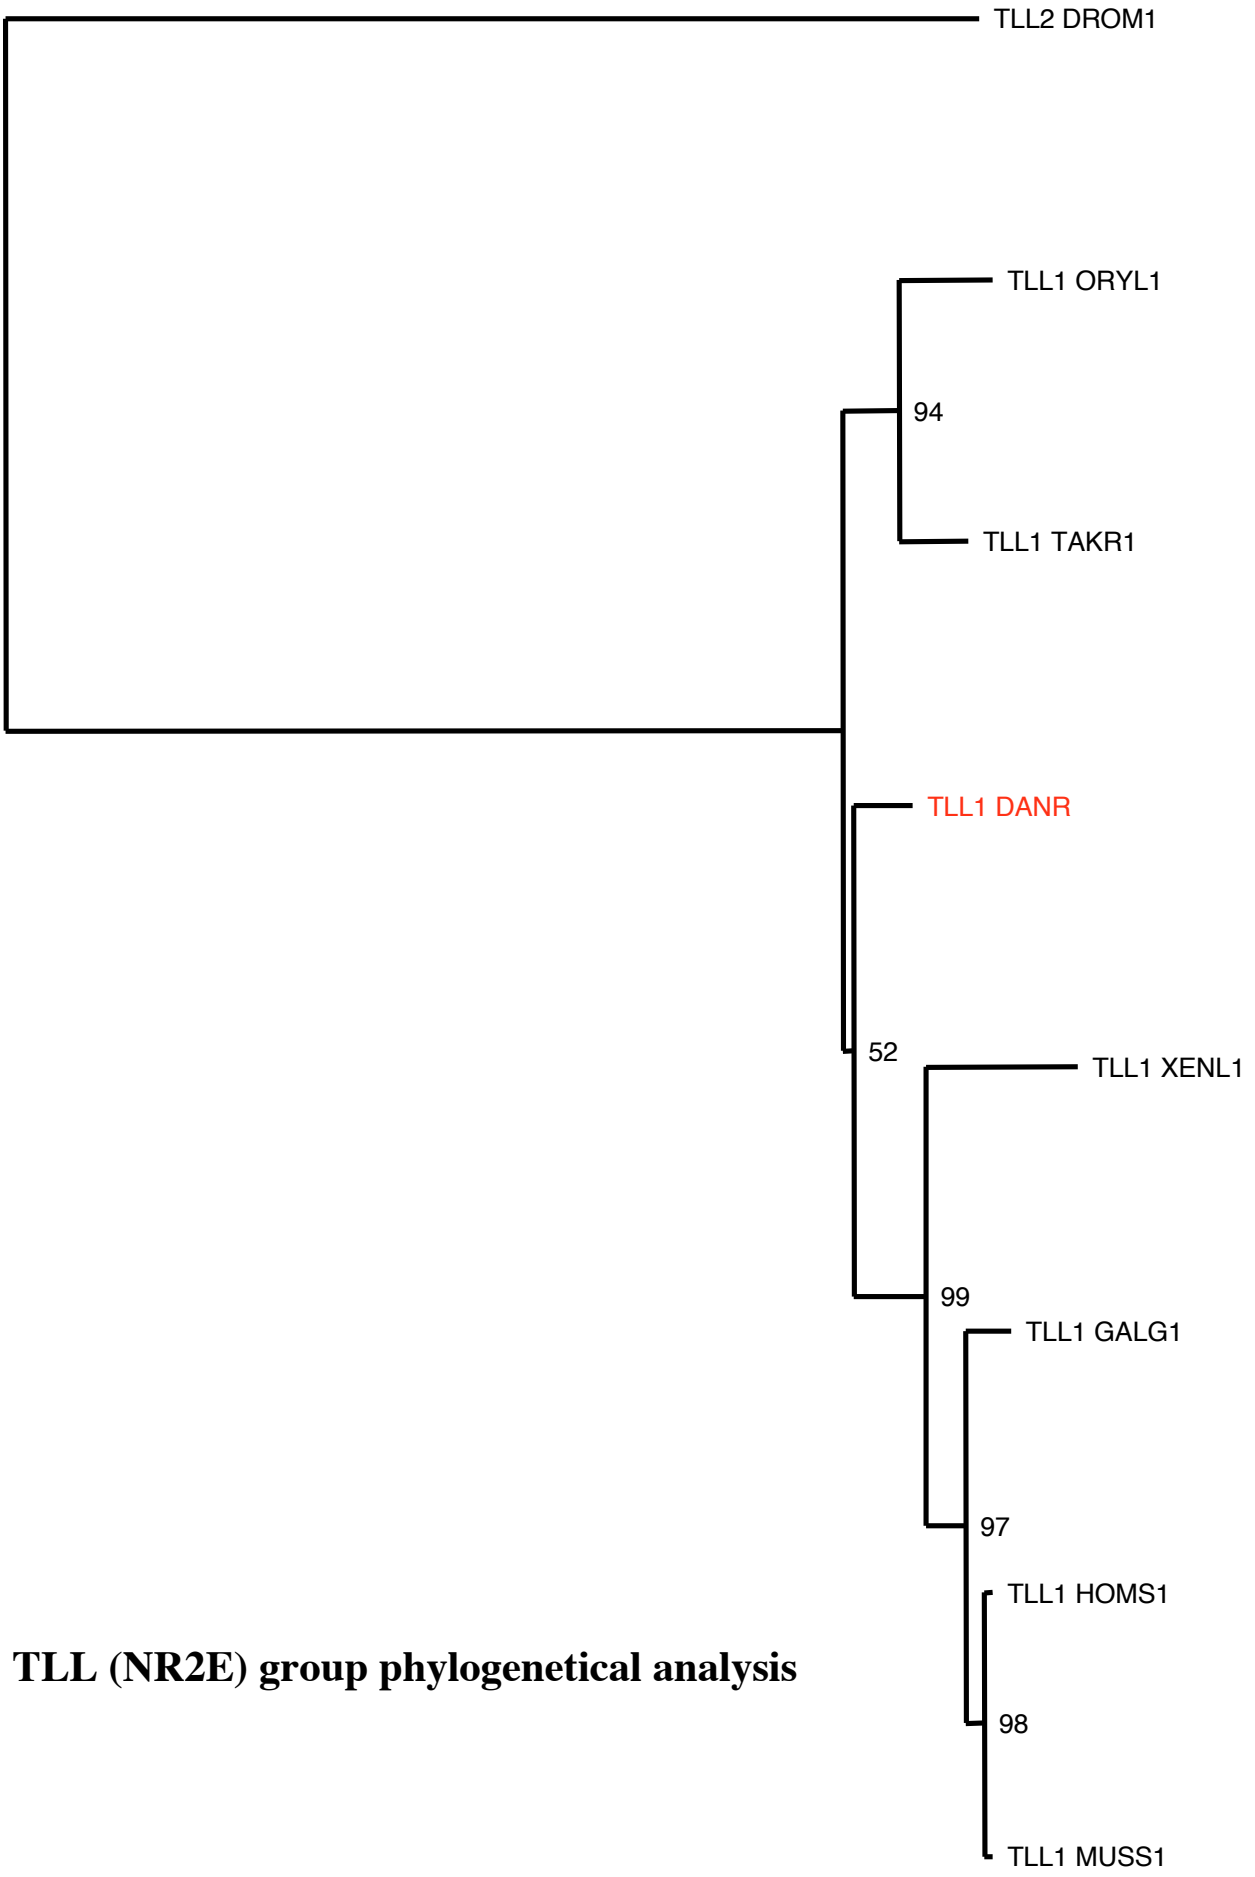 TLL2 DROM1
TLL1 ORYL1
94
TLL1 TAKR1
TLL1 DANR
52
TLL1 XENL1
99
TLL1 GALG1
97
TLL1 HOMS1
TLL (NR2E) group phylogenetical analysis
98
TLL1 MUSS1